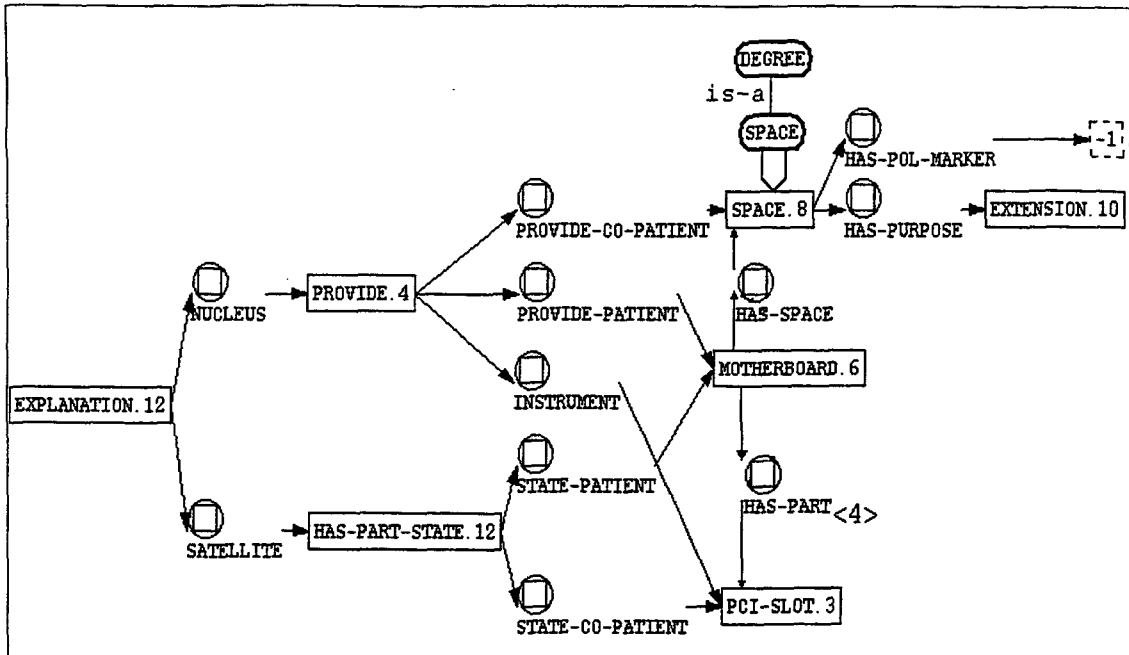 DEGREE
is-a
SPACE
-1
HAS-POL-MARKER
SPACE.8
EXTENSION.10
PROVIDE-CO-PATIENT
HAS-PURPOSE
PROVIDE.4
NUCLEUS
PROVIDE-PATIENT
HAS-SPACE
MOTHERBOARD.6
EXPLANATION.12
INSTRUMENT
STATE-PATIENT
HAS-PART<4>
HAS-PART-STATE.12
SATELLITE
PCI-SLOT.3
STATE-CO-PATIENT